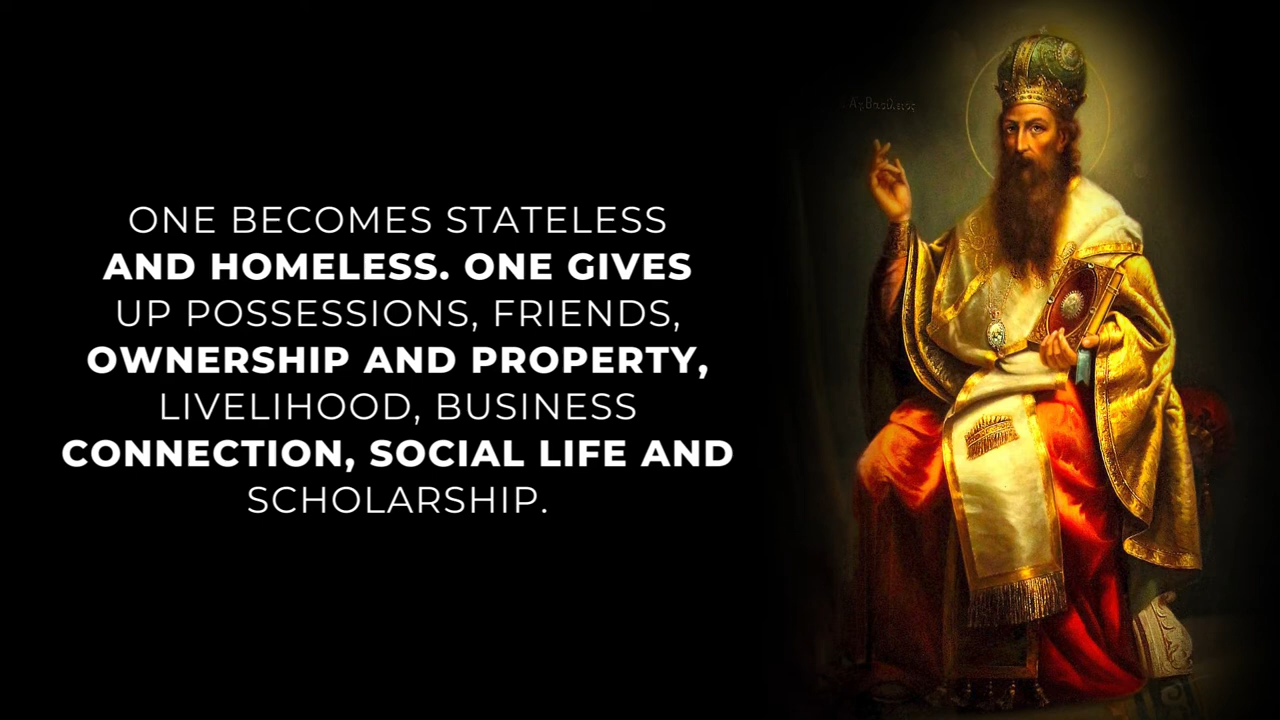 ONE BECOMES STATELESS
AND HOMELESS. ONE GIVES
UP POSSESSIONS, FRIENDS,
OWNERSHIP AND PROPERTY,
LIVELIHOOD, BUSINESS
CONNECTION, SOCIAL LIFE AND
SCHOLARSHIP.
Βασίλειος